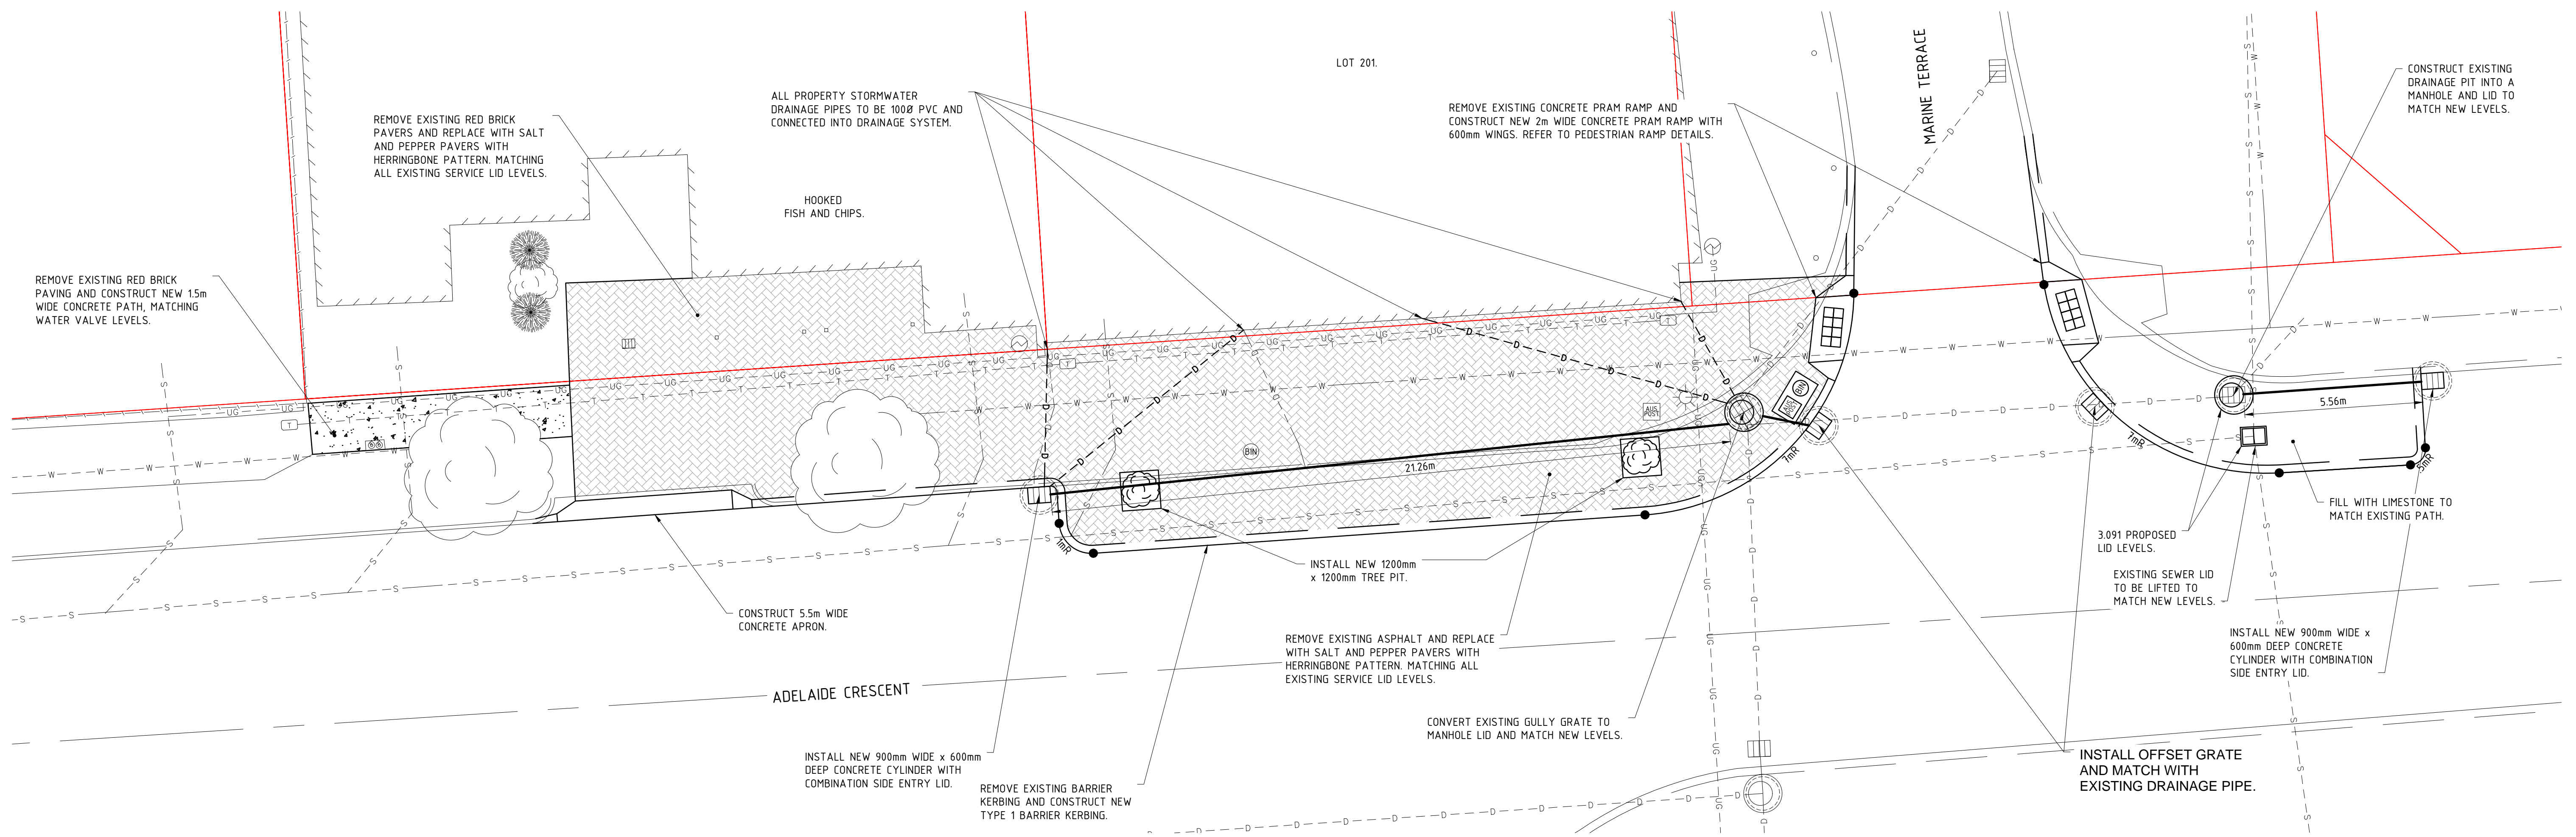 LOT 201.
MARINE TERRACE
CONSTRUCT EXISTING
DRAINAGE PIT INTO A
MANHOLE AND LID TO
MATCH NEW LEVELS.
ALL PROPERTY STORMWATER
DRAINAGE PIPES TO BE 100Ø PVC AND
CONNECTED INTO DRAINAGE SYSTEM.
REMOVE EXISTING CONCRETE PRAM RAMP AND
CONSTRUCT NEW 2m WIDE CONCRETE PRAM RAMP WITH
600mm WINGS. REFER TO PEDESTRIAN RAMP DETAILS.
REMOVE EXISTING RED BRICK
PAVERS AND REPLACE WITH SALT
AND PEPPER PAVERS WITH
HERRINGBONE PATTERN. MATCHING
ALL EXISTING SERVICE LID LEVELS.
HOOKED
FISH AND CHIPS.
REMOVE EXISTING RED BRICK
PAVING AND CONSTRUCT NEW 1.5m
WIDE CONCRETE PATH, MATCHING
WATER VALVE LEVELS.
BIN
AUS
POST
BIN
21.26m
5.56m
1mR
7mR
7mR
.5mR
FILL WITH LIMESTONE TO
MATCH EXISTING PATH.
3.091 PROPOSED
LID LEVELS.
INSTALL NEW 1200mm
x 1200mm TREE PIT.
EXISTING SEWER LID
TO BE LIFTED TO
MATCH NEW LEVELS.
CONSTRUCT 5.5m WIDE
CONCRETE APRON.
REMOVE EXISTING ASPHALT AND REPLACE
WITH SALT AND PEPPER PAVERS WITH
HERRINGBONE PATTERN. MATCHING ALL
EXISTING SERVICE LID LEVELS.
INSTALL NEW 900mm WIDE x
600mm DEEP CONCRETE
CYLINDER WITH COMBINATION
SIDE ENTRY LID.
ADELAIDE CRESCENT
CONVERT EXISTING GULLY GRATE TO
MANHOLE LID AND MATCH NEW LEVELS.
INSTALL NEW 900mm WIDE x 600mm
DEEP CONCRETE CYLINDER WITH
COMBINATION SIDE ENTRY LID.
REMOVE EXISTING BARRIER
KERBING AND CONSTRUCT NEW
TYPE 1 BARRIER KERBING.
INSTALL OFFSET GRATE
AND MATCH WITH
EXISTING DRAINAGE PIPE.